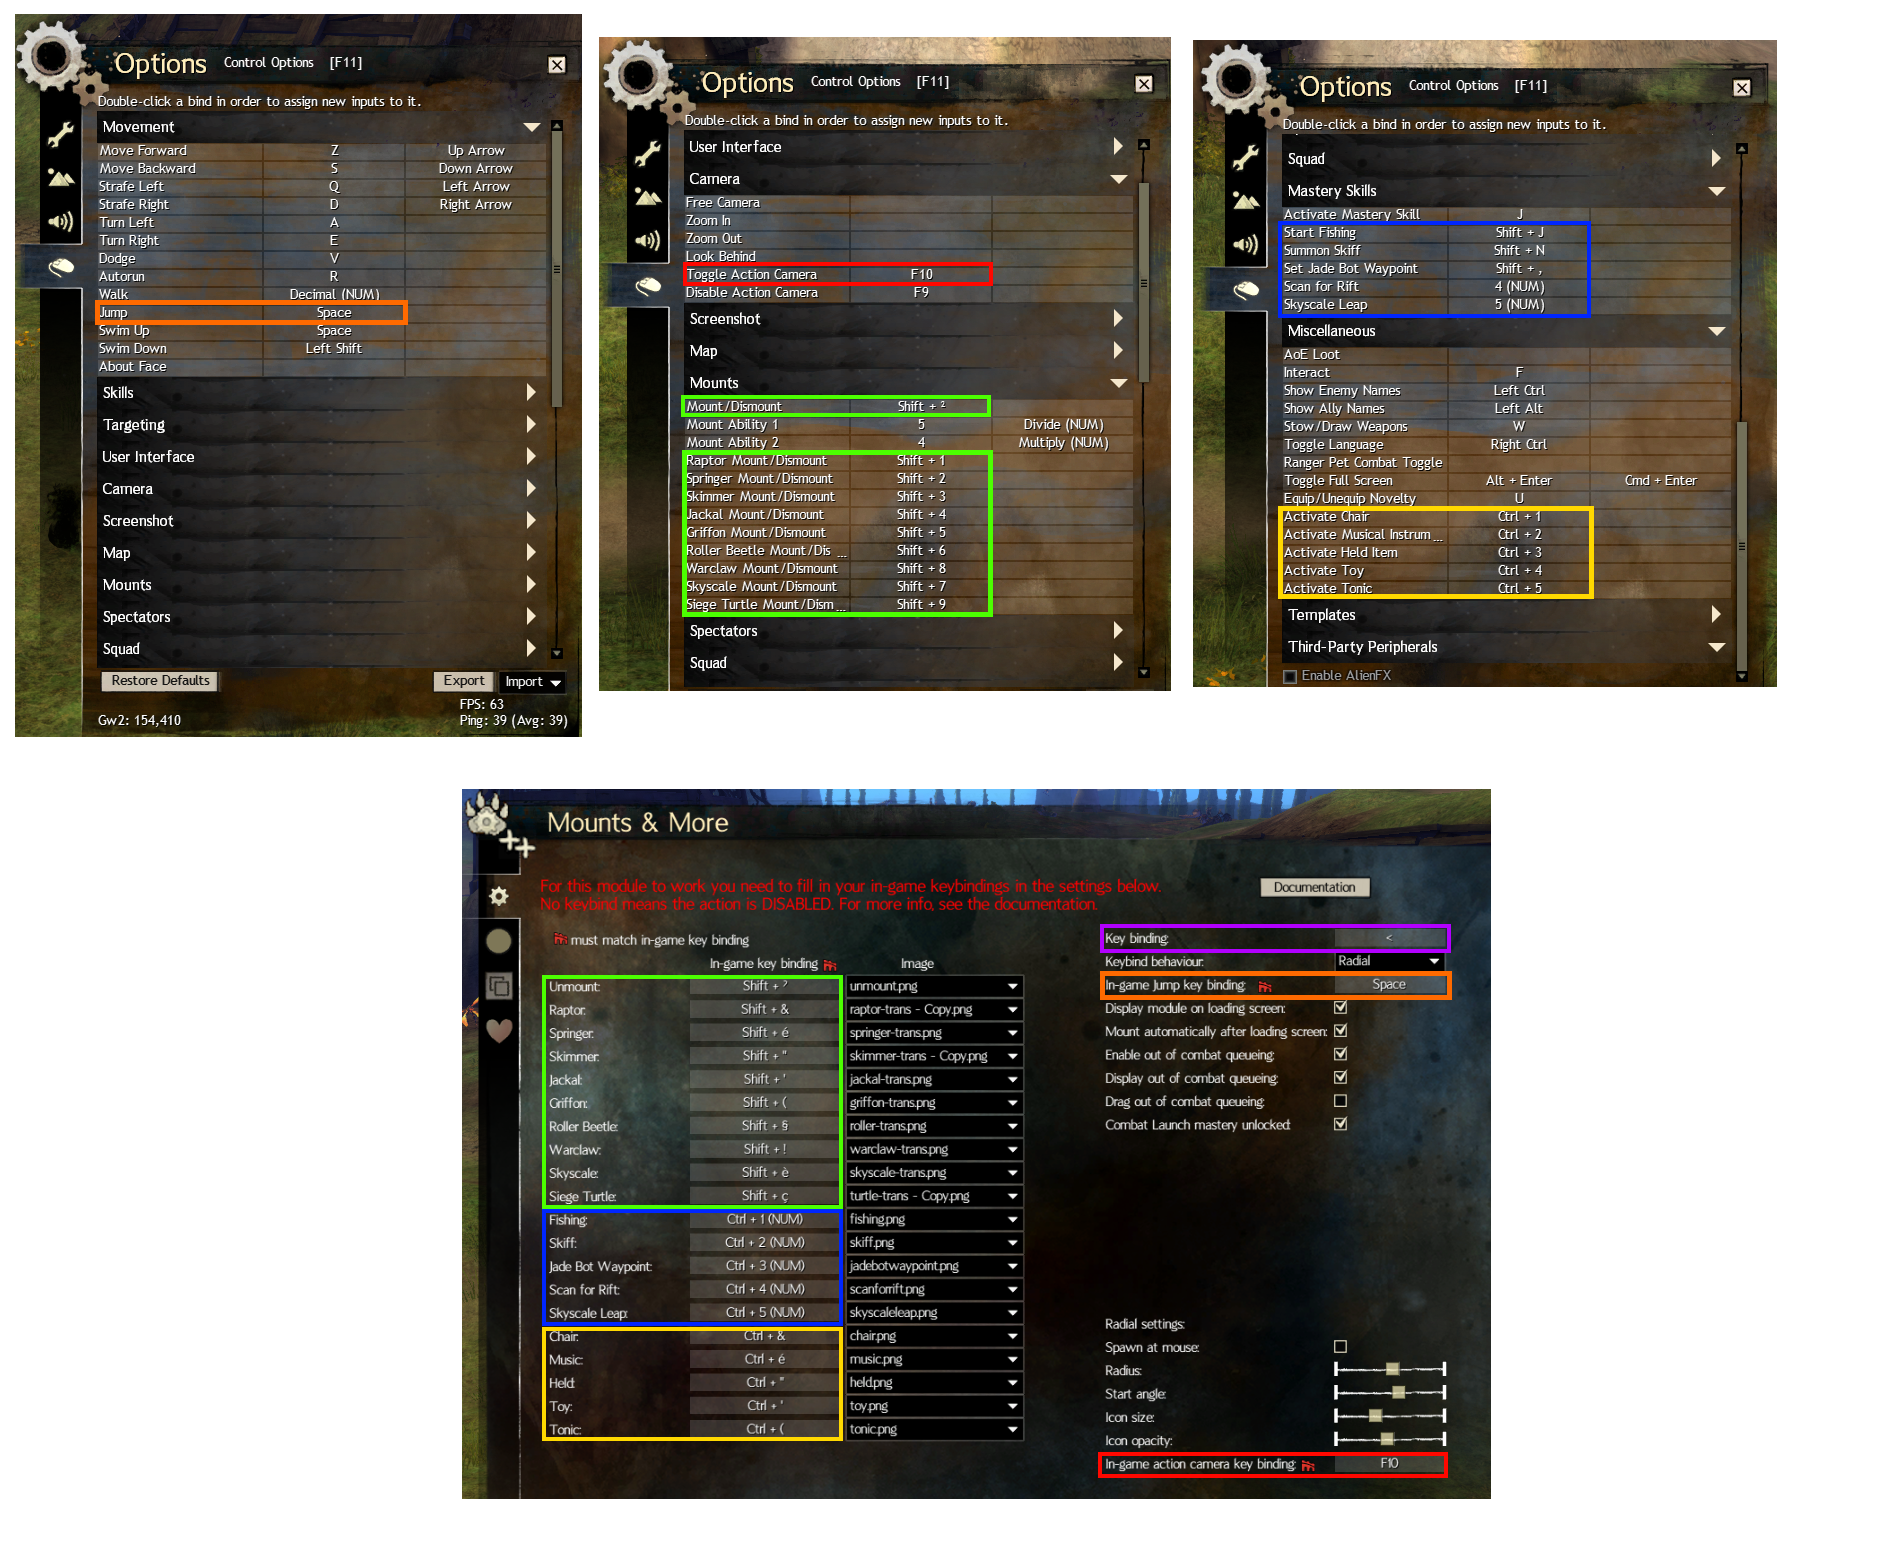 Options Control Options [F11]
Double-click a bind in order to assign new inputs to it.
Movement
Move Forward Z Up Arrow
Move Backward S Down Arrow
Strafe Left Q Left Arrow
Strafe Right D Right Arrow
Turn Left A
Turn Right E
Dodge V
Autorun R
Walk Decimal (NUM)
Jump Space
Swim Up Space
Swim Down Left Shift
About Face
Skills
Targeting
User Interface
Camera
Screenshot
Map
Mounts
Spectators
Squad
Restore Defaults Export Import
FPS: 63
Gw2: 154,410 Ping: 39 (Avg: 39)
Options Control Options [F11]
Double-click a bind in order to assign new inputs to it.
User Interface
Camera
Free Camera
Zoom In
Zoom Out
Look Behind
Toggle Action Camera F10
Disable Action Camera F9
Screenshot
Map
Mounts
Mount/Dismount Shift + ²
Mount Ability 1 5 Divide (NUM)
Mount Ability 2 4 Multiply (NUM)
Raptor Mount/Dismount Shift + 1
Springer Mount/Dismount Shift + 2
Skimmer Mount/Dismount Shift + 3
Jackal Mount/Dismount Shift + 4
Griffon Mount/Dismount Shift + 5
Roller Beetle Mount/Dis ... Shift + 6
Warclaw Mount/Dismount Shift + 8
Skyscale Mount/Dismount Shift + 7
Siege Turtle Mount/Dism... Shift + 9
Spectators
Squad
Options Control Options [F11]
Double-click a bind in order to assign new inputs to it.
Squad
Mastery Skills
Activate Mastery Skill J
Start Fishing Shift + J
Summon Skiff Shift + N
Set Jade Bot Waypoint Shift + ,
Scan for Rift 4 (NUM)
Skyscale Leap 5 (NUM)
Miscellaneous
AoE Loot
Interact F
Show Enemy Names Left Ctrl
Show Ally Names Left Alt
Stow/Draw Weapons W
Toggle Language Right Ctrl
Ranger Pet Combat Toggle
Toggle Full Screen Alt + Enter Cmd + Enter
Equip/Unequip Novelty U
Activate Chair Ctrl + 1
Activate Musical Instrum... Ctrl + 2
Activate Held Item Ctrl + 3
Activate Toy Ctrl + 4
Activate Tonic Ctrl + 5
Templates
Third-Party Peripherals
Enable AlienFX
Mounts & More
For this module to work you need to fill in your in-game keybindings in the settings below.
No keybind means the action is DISABLED. For more info, see the documentation.
Documentation
must match in-game key binding
In-game key binding Image
Unmount: Shift + ² unmount.png
Raptor: Shift + & raptor-trans - Copy.png
Springer: Shift + é springer-trans.png
Skimmer: Shift + " skimmer-trans - Copy.png
Jackal: Shift + ' jackal-trans.png
Griffon: Shift + ( griffon-trans.png
Roller Beetle: Shift + § roller-trans.png
Warclaw: Shift + ! warclaw-trans.png
Skyscale: Shift + è skyscale-trans.png
Siege Turtle: Shift + ç turtle-trans - Copy.png
Fishing: Ctrl + 1 (NUM) fishing.png
Skiff: Ctrl + 2 (NUM) skiff.png
Jade Bot Waypoint: Ctrl + 3 (NUM) jadebotwaypoint.png
Scan for Rift: Ctrl + 4 (NUM) scanforrift.png
Skyscale Leap: Ctrl + 5 (NUM) skyscaleleap.png
Chair: Ctrl + & chair.png
Music: Ctrl + é music.png
Held: Ctrl + " held.png
Toy: Ctrl + ' toy.png
Tonic: Ctrl + ( tonic.png
Key binding: <
Keybind behaviour: Radial
In-game Jump key binding: Space
Display module on loading screen:
Mount automatically after loading screen:
Enable out of combat queueing:
Display out of combat queueing:
Drag out of combat queueing:
Combat Launch mastery unlocked:
Radial settings:
Spawn at mouse:
Radius:
Start angle:
Icon size:
Icon opacity:
In-game action camera key binding: F10